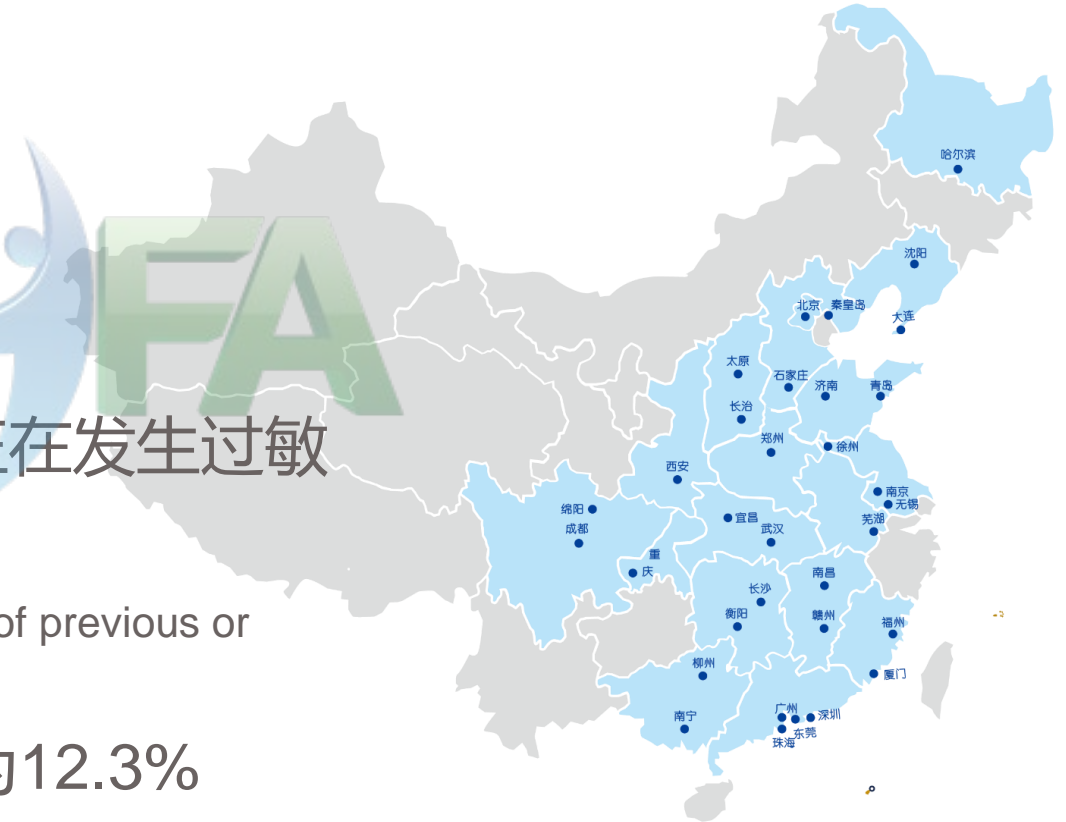 哈尔滨
沈阳
北京 秦皇岛
大连
太原
石家庄
济南 青岛
长治
郑州
徐州
FA
正在发生过敏
西安
绵阳
成都
南京
无锡
宜昌
武汉
芜湖
重
庆
南昌
长沙
衡阳
赣州
福州
of previous or
柳州
厦门
南宁
广州 深圳
东莞
珠海
12.3%